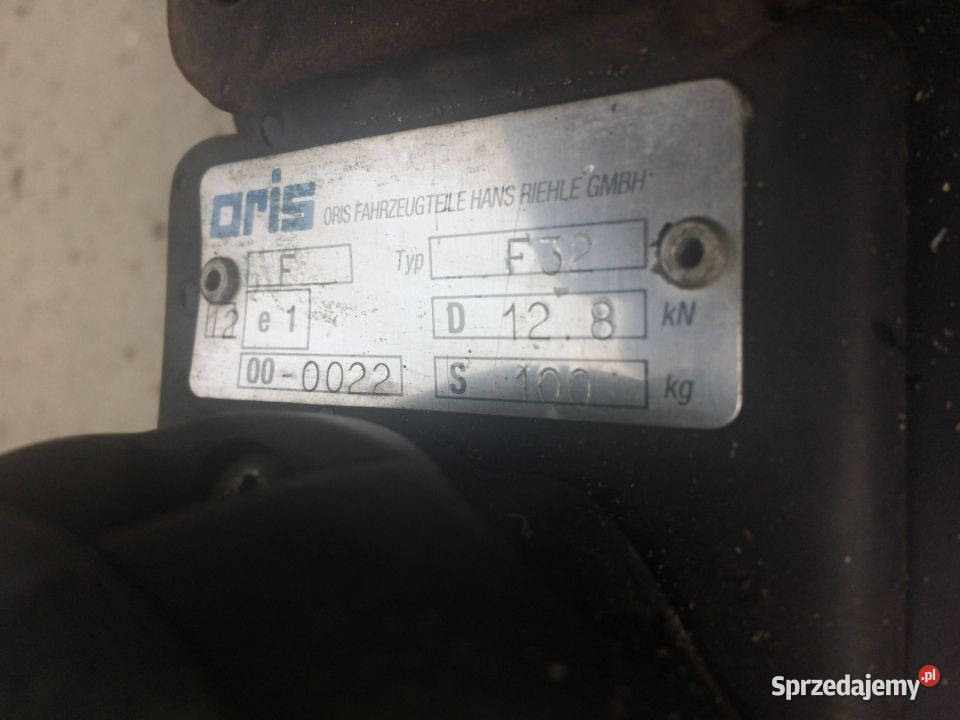 oris ORIS FAHRZEUGTEILE HANS RIEHLE GMBH
F Typ F32
12 e1 D 12.8 kN
00-0022 S 100 kg
Sprzedajemy.pl